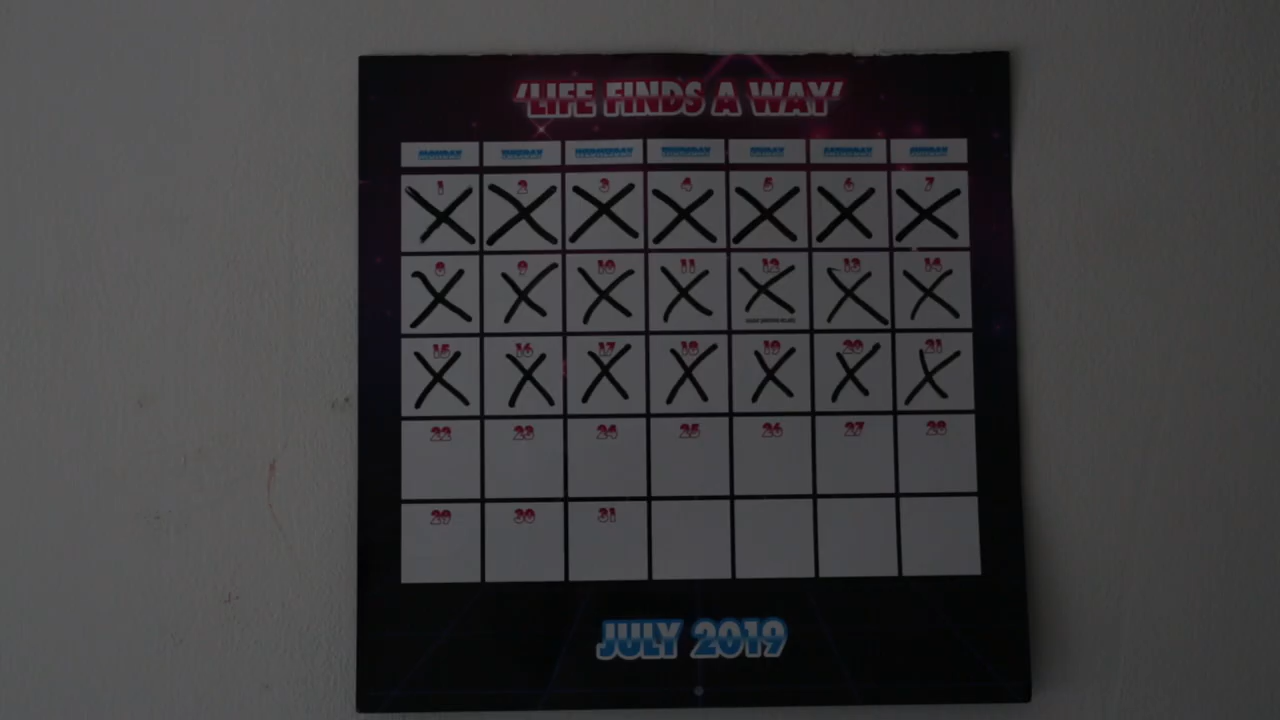 'LIFE FINDS A WAY'
MONDAY TUESDAY WEDNESDAY THURSDAY FRIDAY SATURDAY SUNDAY
1 2 3 4 5 6 7
8 9 10 11 12 13 14
15 16 17 18 19 20 21
22 23 24 25 26 27 28
29 30 31
JULY 2019